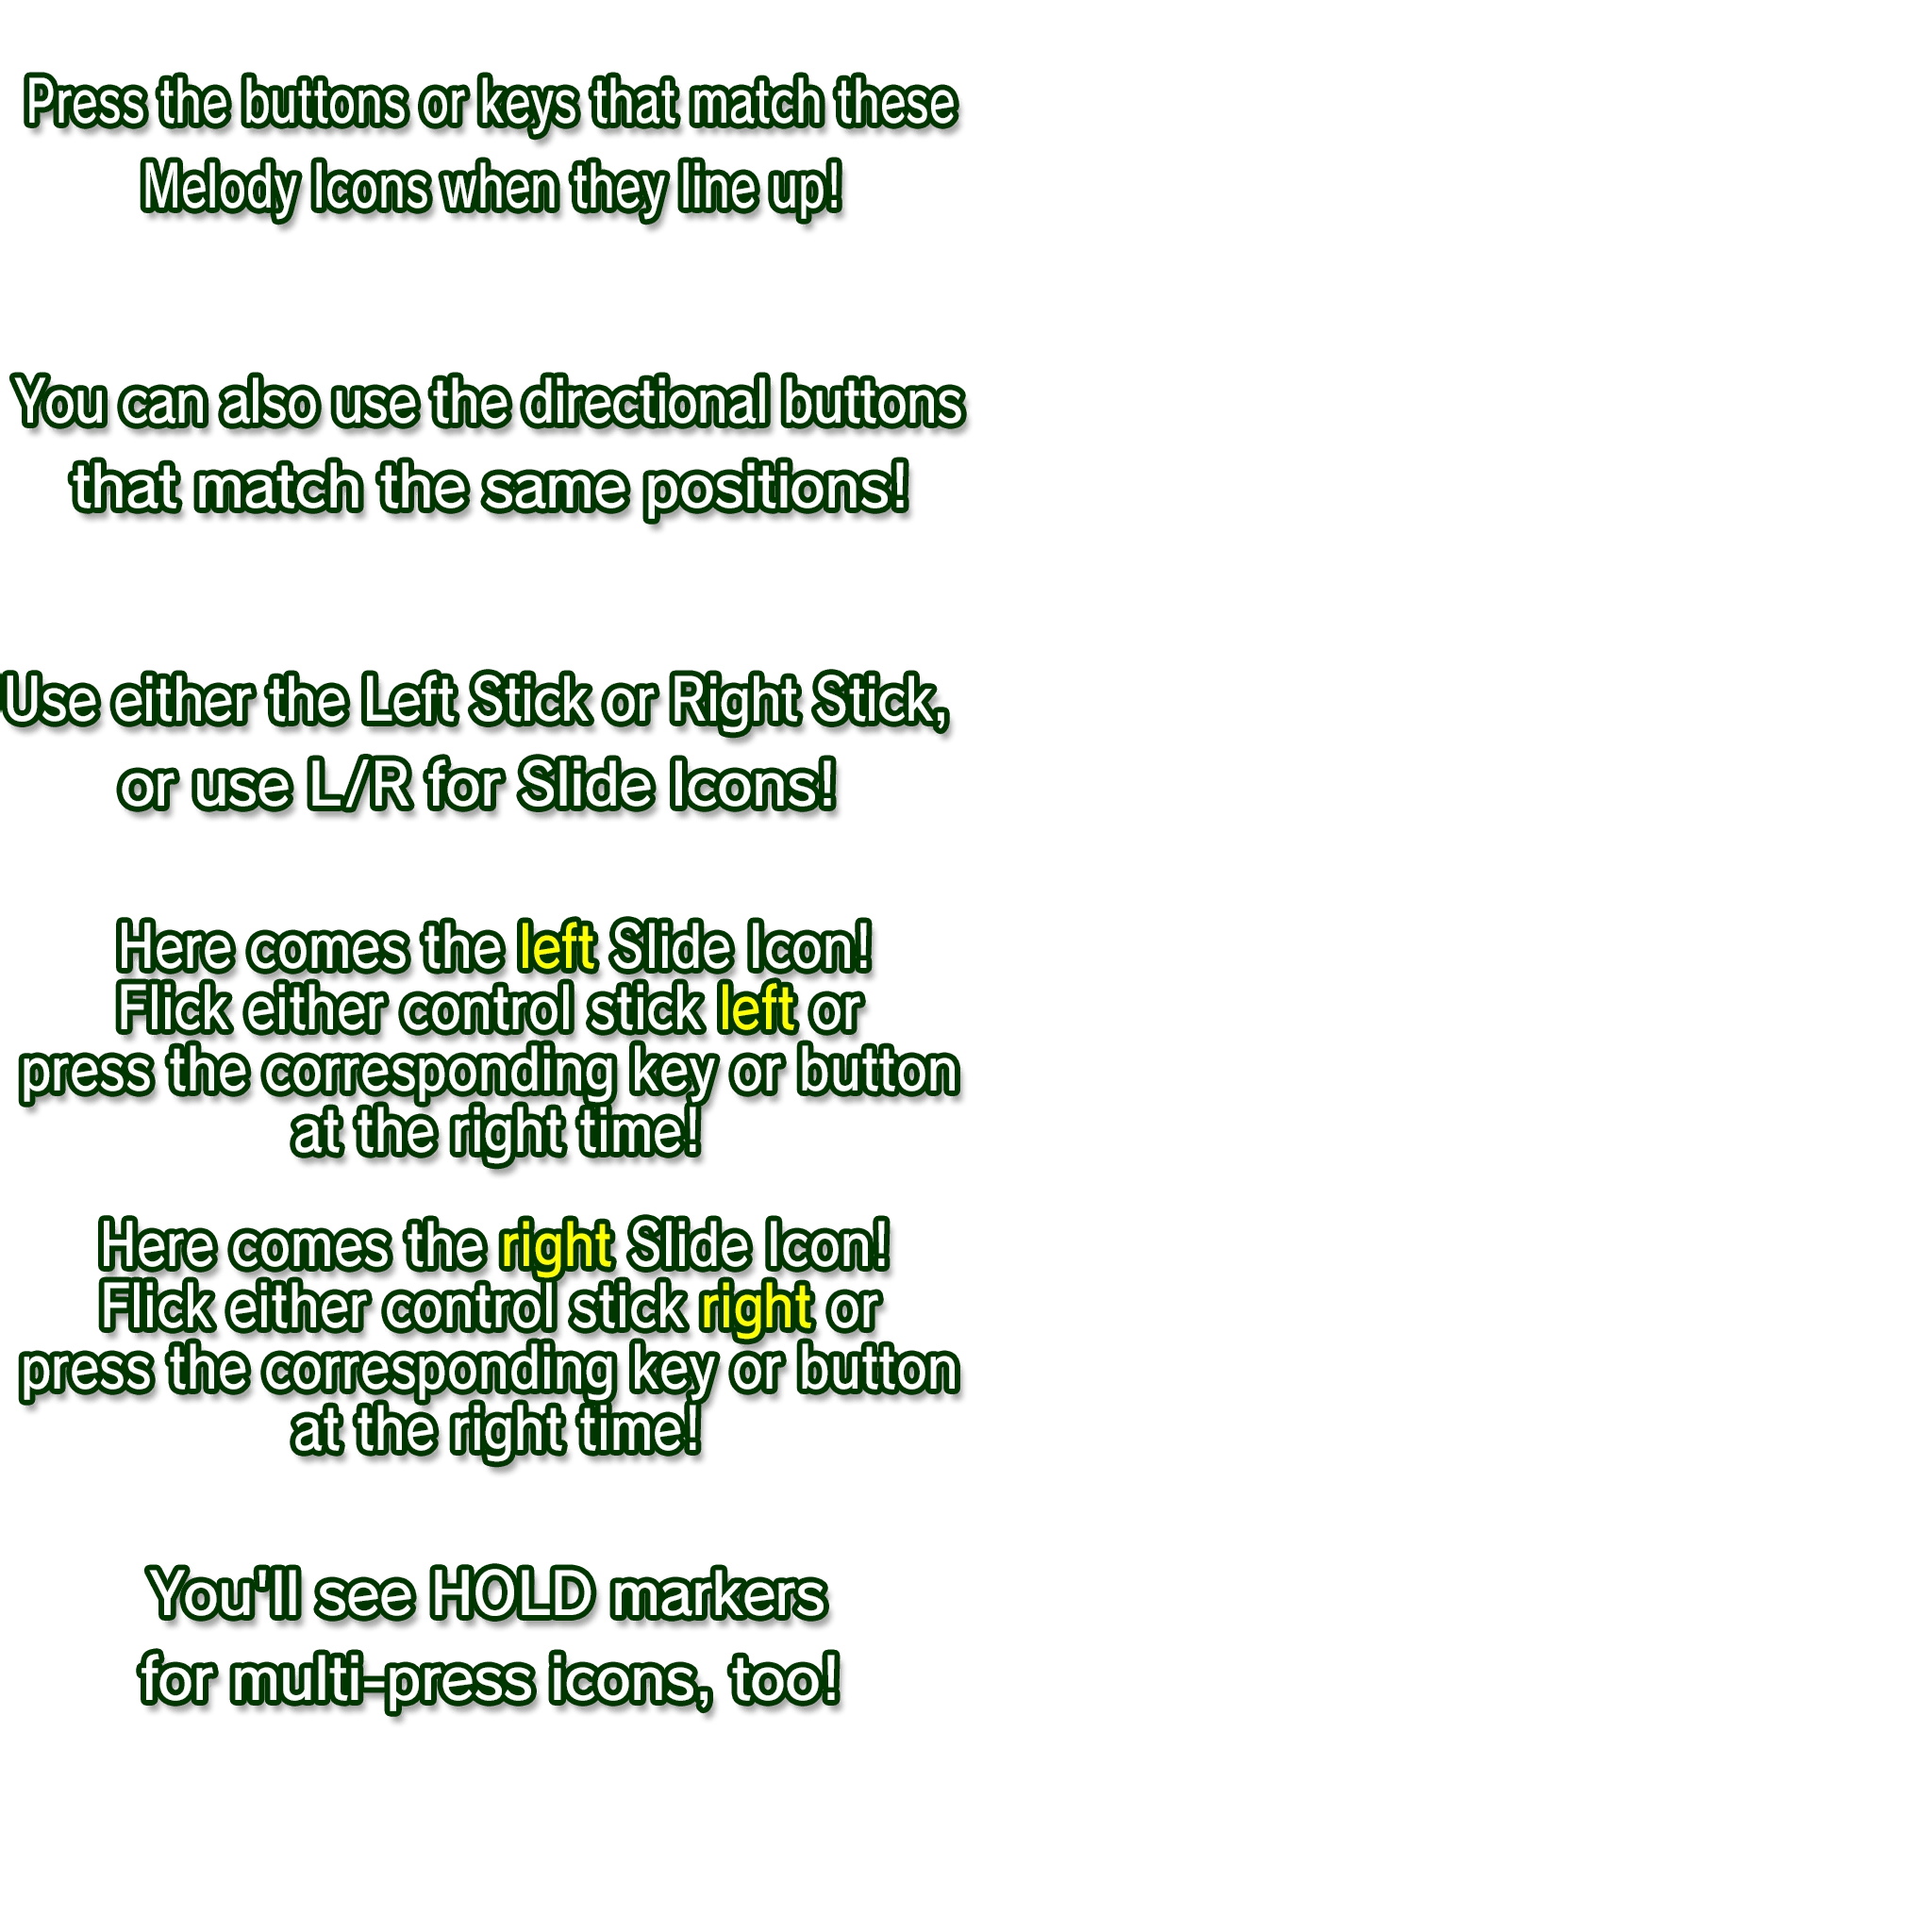 Press the buttons or keys that match these
Melody Icons when they line up!
You can also use the directional buttons
that match the same positions!
Use either the Left Stick or Right Stick,
or use L/R for Slide Icons!
Here comes the left Slide Icon!
Flick either control stick left or
press the corresponding key or button
at the right time!
Here comes the right Slide Icon!
Flick either control stick right or
press the corresponding key or button
at the right time!
You'll see HOLD markers
for multi-press icons, too!